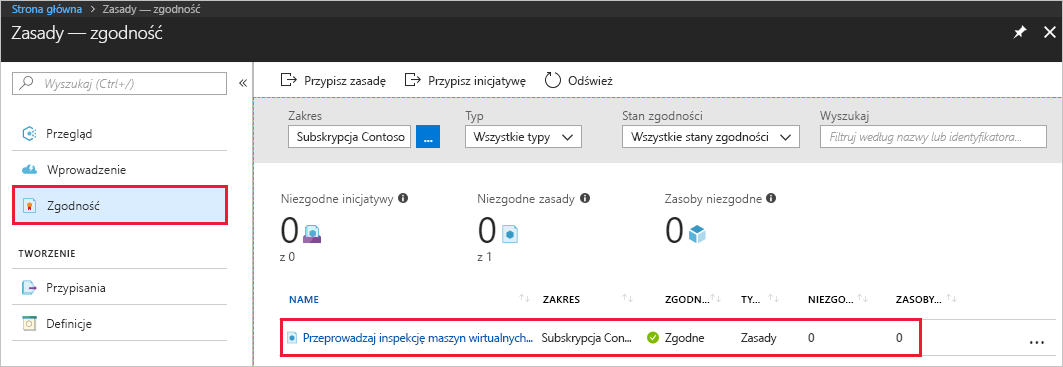 Strona główna > Zasady — zgodność
Zasady — zgodność
Wyszukaj (Ctrl+/)
«
Przegląd
Wprowadzenie
Zgodność
TWORZENIE
Przypisania
Definicje
Przypisz zasadę Przypisz inicjatywę Odśwież
Zakres Typ Stan zgodności Wyszukaj
Subskrypcja Contoso ... Wszystkie typy Wszystkie stany zgodności Filtruj według nazwy lub identyfikatora...
Niezgodne inicjatywy Niezgodne zasady Zasoby niezgodne
0 0 0
z 0 z 1
NAME ZAKRES ZGODN... TY... NIEZGO... ZASOBY...
Przeprowadzaj inspekcję maszyn wirtualnych... Subskrypcja Con... Zgodne Zasady 0 0 ...